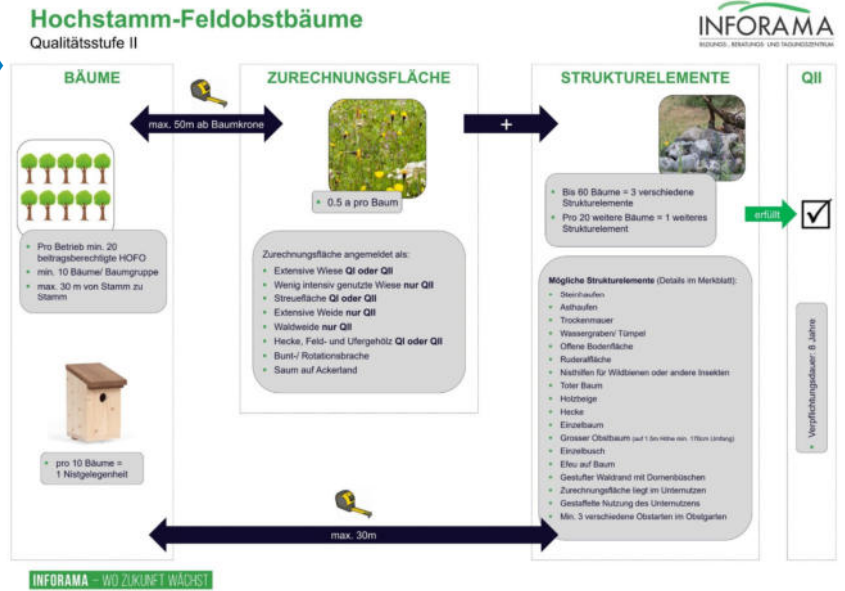 Hochstamm-Feldobstbäume
Qualitätsstufe II
INFORAMA
BILDUNGS-, BERATUNGS- UND TAGUNGSZENTRUM
BÄUME
max. 50m ab Baumkrone
Pro Betrieb min. 20
beitragsberechtigte HOFO
min. 10 Bäume/ Baumgruppe
max. 30 m von Stamm zu
Stamm
pro 10 Bäume =
1 Nistgelegenheit
ZURECHNUNGSFLÄCHE
0.5 a pro Baum
Zurechnungsfläche angemeldet als:
Extensive Wiese QI oder QII
Wenig intensiv genutzte Wiese nur QII
Streuefläche QI oder QII
Extensive Weide nur QII
Waldweide nur QII
Hecke, Feld- und Ufergehölz QI oder QII
Bunt-/ Rotationsbrache
Saum auf Ackerland
+
STRUKTURELEMENTE
Bis 60 Bäume = 3 verschiedene
Strukturelemente
Pro 20 weitere Bäume = 1 weiteres
Strukturelement
Mögliche Strukturelemente (Details im Merkblatt):
Steinhaufen
Asthaufen
Trockenmauer
Wassergraben/ Tümpel
Offene Bodenfläche
Ruderalfläche
Nisthilfen für Wildbienen oder andere Insekten
Toter Baum
Holzbeige
Hecke
Einzelbaum
Grosser Obstbaum (auf 1.5m Höhe min. 170cm Umfang)
Einzelbusch
Efeu auf Baum
Gestufter Waldrand mit Dornenbüschen
Zurechnungsfläche liegt im Unternutzen
Gestaffelte Nutzung des Unternutzens
Min. 3 verschiedene Obstarten im Obstgarten
max. 30m
QII
erfüllt
Verpflichtungsdauer: 8 Jahre
INFORAMA – WO ZUKUNFT WÄCHST